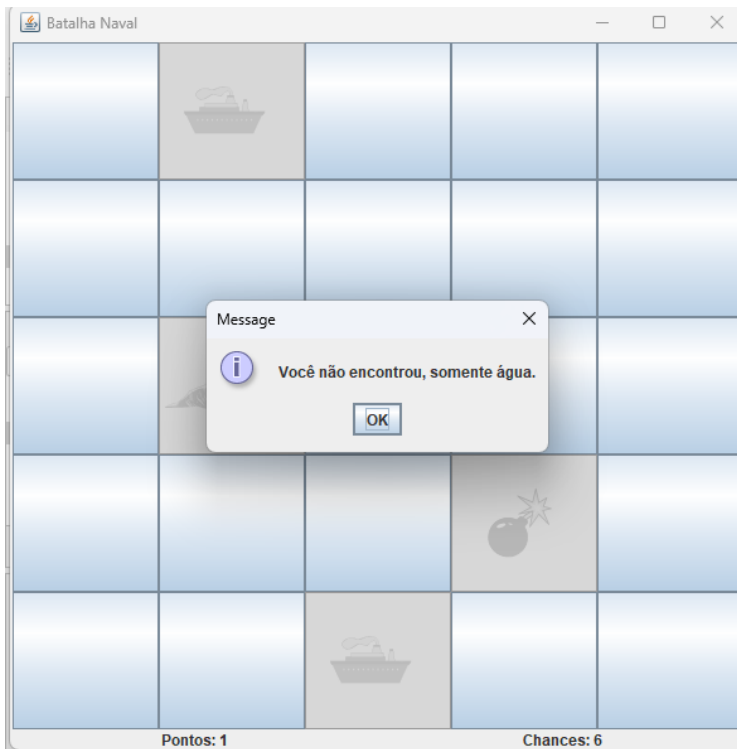 Batalha Naval
Message
Você não encontrou, somente água.
OK
Pontos: 1 Chances: 6